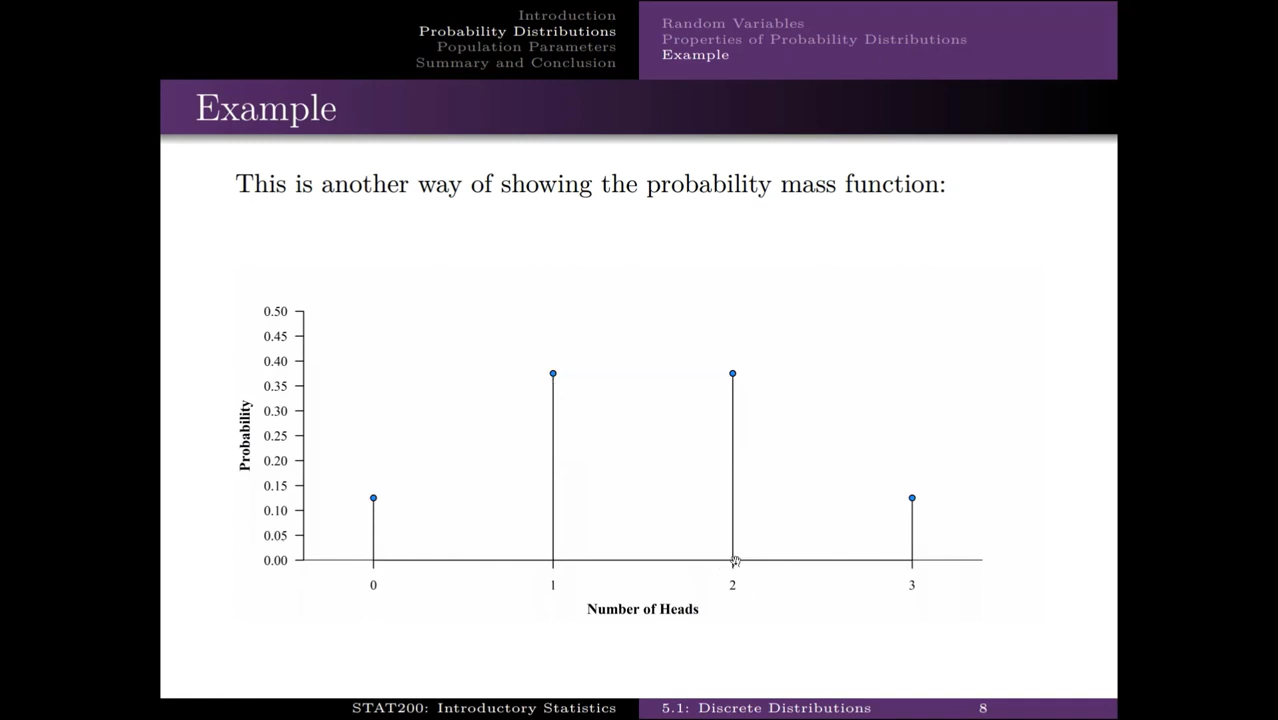 Introduction
Probability Distributions
Population Parameters
Summary and Conclusion
Random Variables
Properties of Probability Distributions
Example
Example
This is another way of showing the probability mass function:
0.50
0.45
0.40
0.35
0.30
0.25
0.20
0.15
0.10
0.05
0.00
Probability
0 1 2 3
Number of Heads
STAT200: Introductory Statistics
5.1: Discrete Distributions 8